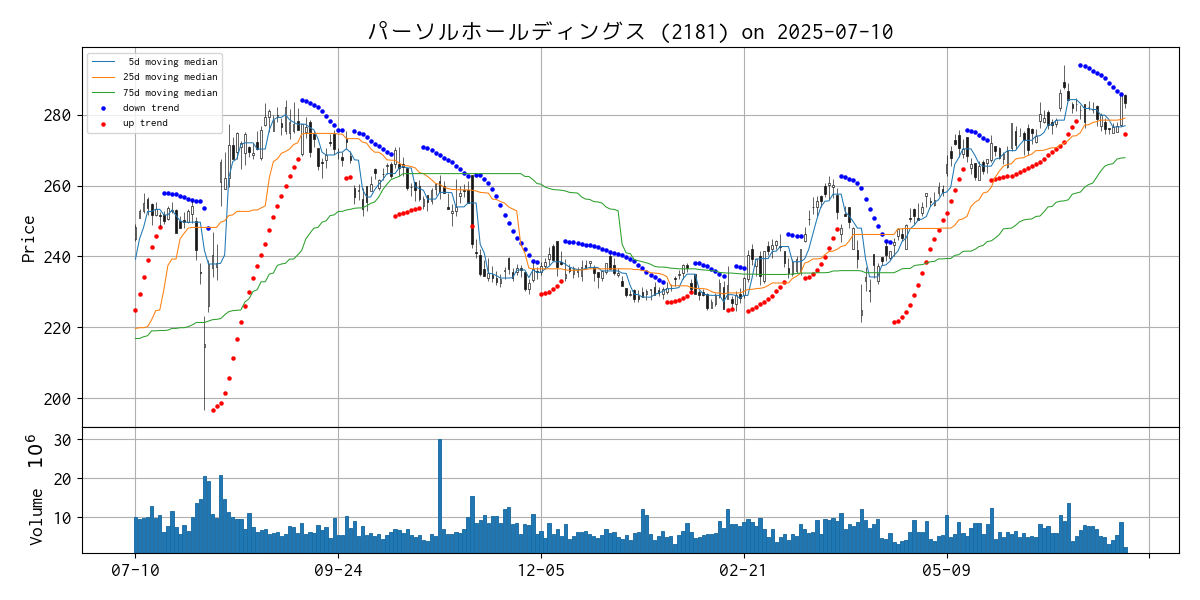 パーソルホールディングス (2181) on 2025-07-10
5d moving median
25d moving median
75d moving median
down trend
up trend
Price
280
260
240
220
200
Volume 10^6
30
20
10
07-10
09-24
12-05
02-21
05-09